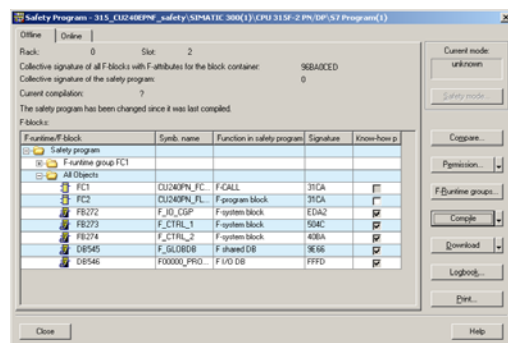 Safety Program - 315_CU240EPNF_safety\SIMATIC 300(1)\CPU 315F-2 PN/DP\S7 Program(1)
Offline Online
Rack: 0 Slot: 2
Collective signature of all F-blocks with F-attributes for the block container: 96BA0CED
Collective signature of the safety program: 0
Current compilation: ?
The safety program has been changed since it was last compiled.
F-blocks:
F-runtime/F-block Symb. name Function in safety program Signature Know-how p
Safety program
F-runtime group FC1
All Objects
FC1 CU240PN_FC... F-CALL 31CA
FC2 CU240PN_FL... F-program block 31CA
FB272 F_IO_CGP F-system block EDA2
FB273 F_CTRL_1 F-system block 504C
FB274 F_CTRL_2 F-system block 40BA
DB545 F_GLOBDB F shared DB 9E66
DB546 F00000_PRO... F I/O DB FFFD
Current mode:
unknown
Safety mode...
Compare...
Permission...
F-Runtime groups...
Compile
Download
Logbook...
Print...
Close Help